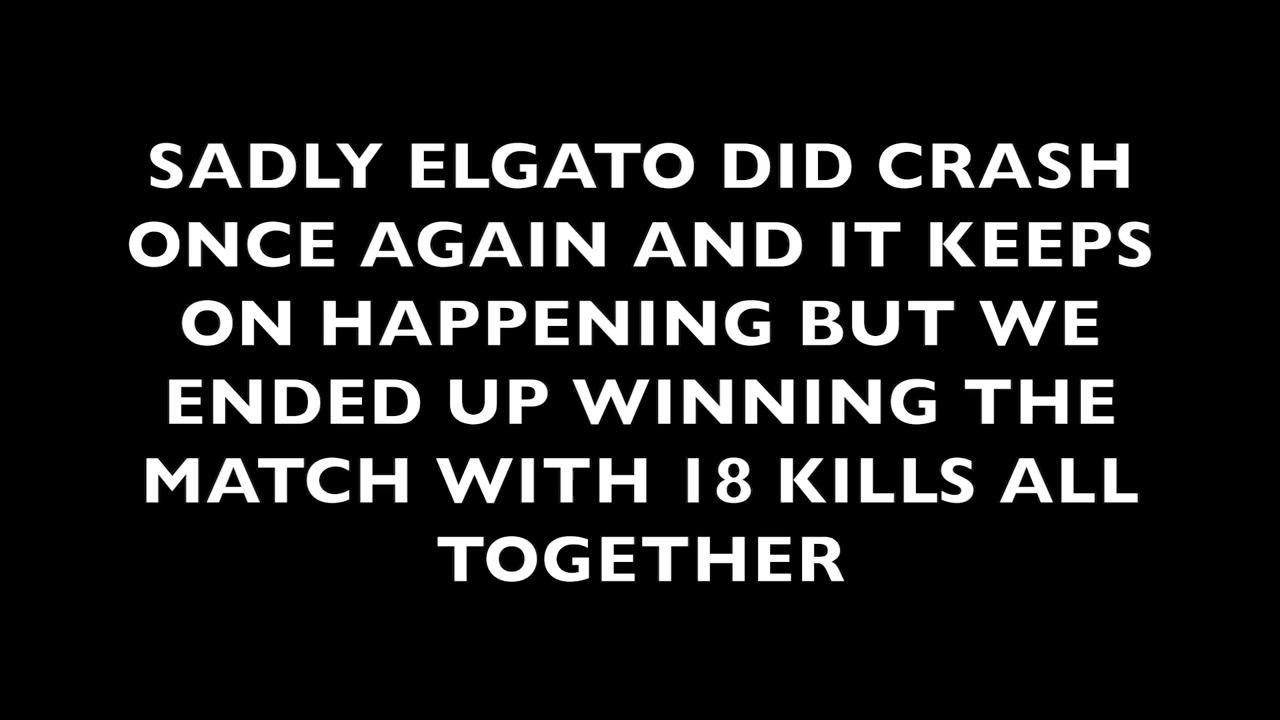 SADLY ELGATO DID CRASH
ONCE AGAIN AND IT KEEPS
ON HAPPENING BUT WE
ENDED UP WINNING THE
MATCH WITH 18 KILLS ALL
TOGETHER